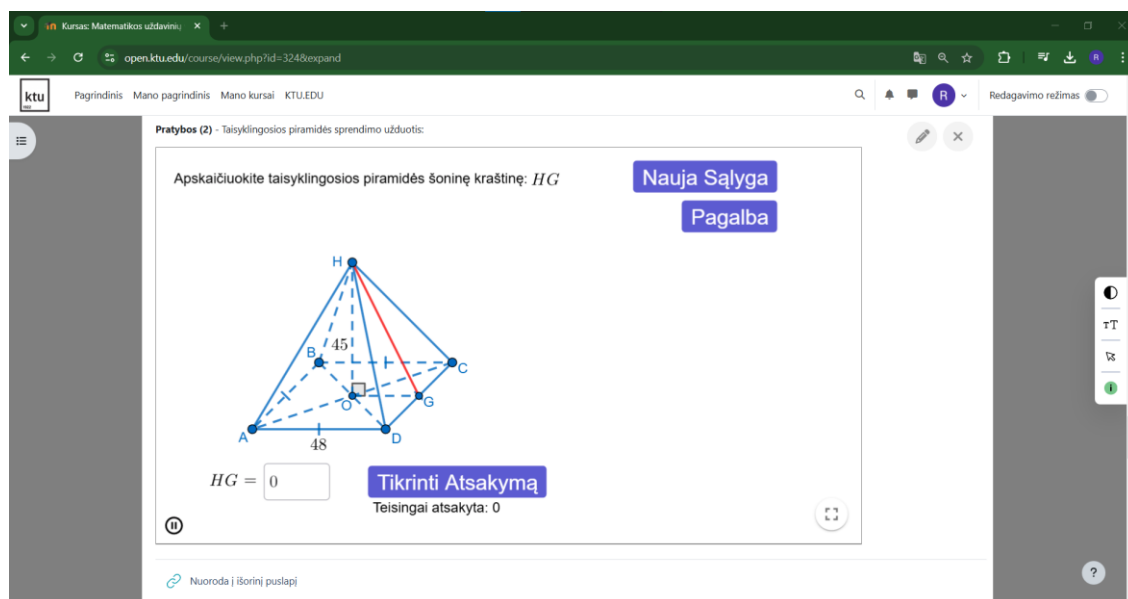 Kursas: Matematikos uždavinių
open.ktu.edu/course/view.php?id=324&expand
R
ktu
Pagrindinis Mano pagrindinis Mano kursai KTU.EDU
R
Redagavimo režimas
Pratybos (2) - Taisyklingosios piramidės sprendimo užduotis:
Apskaičiuokite taisyklingosios piramidės šoninę kraštinę: HG
Nauja Sąlyga
Pagalba
H
45
B
C
O
G
A
D
48
HG = 0
Tikrinti Atsakymą
Teisingai atsakyta: 0
Nuoroda į išorinį puslapį
TT
i
?